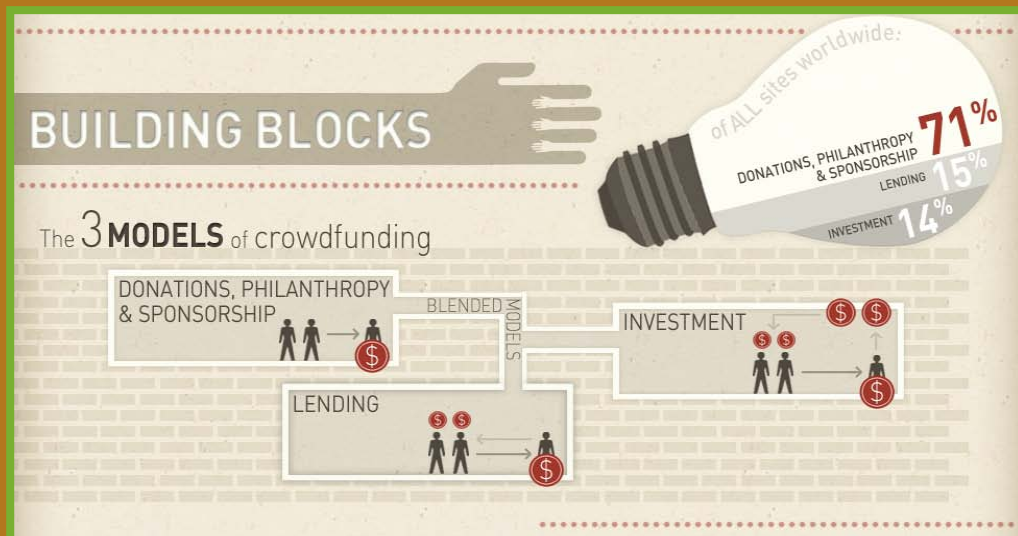 of ALL sites worldwide:
BUILDING BLOCKS
DONATIONS, PHILANTHROPY
& SPONSORSHIP 71%
LENDING 15%
INVESTMENT 14%
The 3 MODELS of crowdfunding
DONATIONS, PHILANTHROPY
& SPONSORSHIP
$
BLENDED
MODELS
INVESTMENT
$ $
$ $
$
LENDING
$ $
$